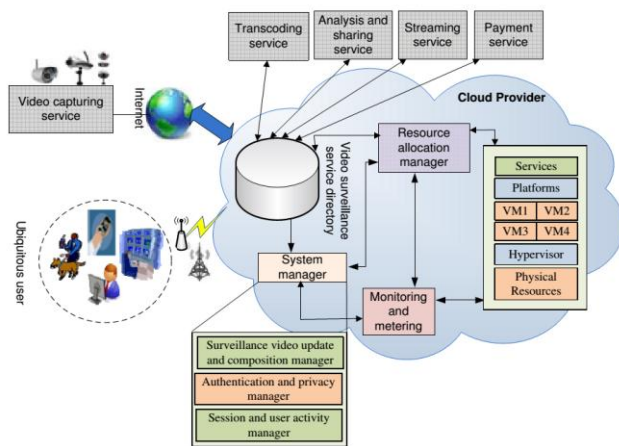 Transcoding
service
Analysis and
sharing service
Streaming
service
Payment
service
Video capturing
service
Internet
Cloud Provider
Video surveillance
service directory
Resource
allocation manager
Services
Platforms
VM1 VM2
VM3 VM4
Hypervisor
Physical
Resources
Ubiquitous user
System
manager
Monitoring
and
metering
Surveillance video update
and composition manager
Authentication and privacy
manager
Session and user activity
manager